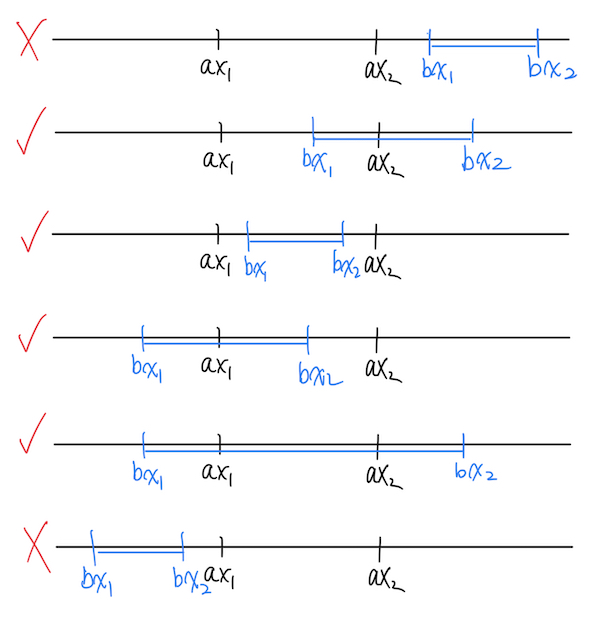 ✗ ax₁ ax₂ bx₁ bx₂
✓ ax₁ bx₁ ax₂ bx₂
✓ ax₁ bx₁ bx₂ ax₂
✓ bx₁ ax₁ bx₂ ax₂
✓ bx₁ ax₁ ax₂ bx₂
✗ bx₁ bx₂ ax₁ ax₂